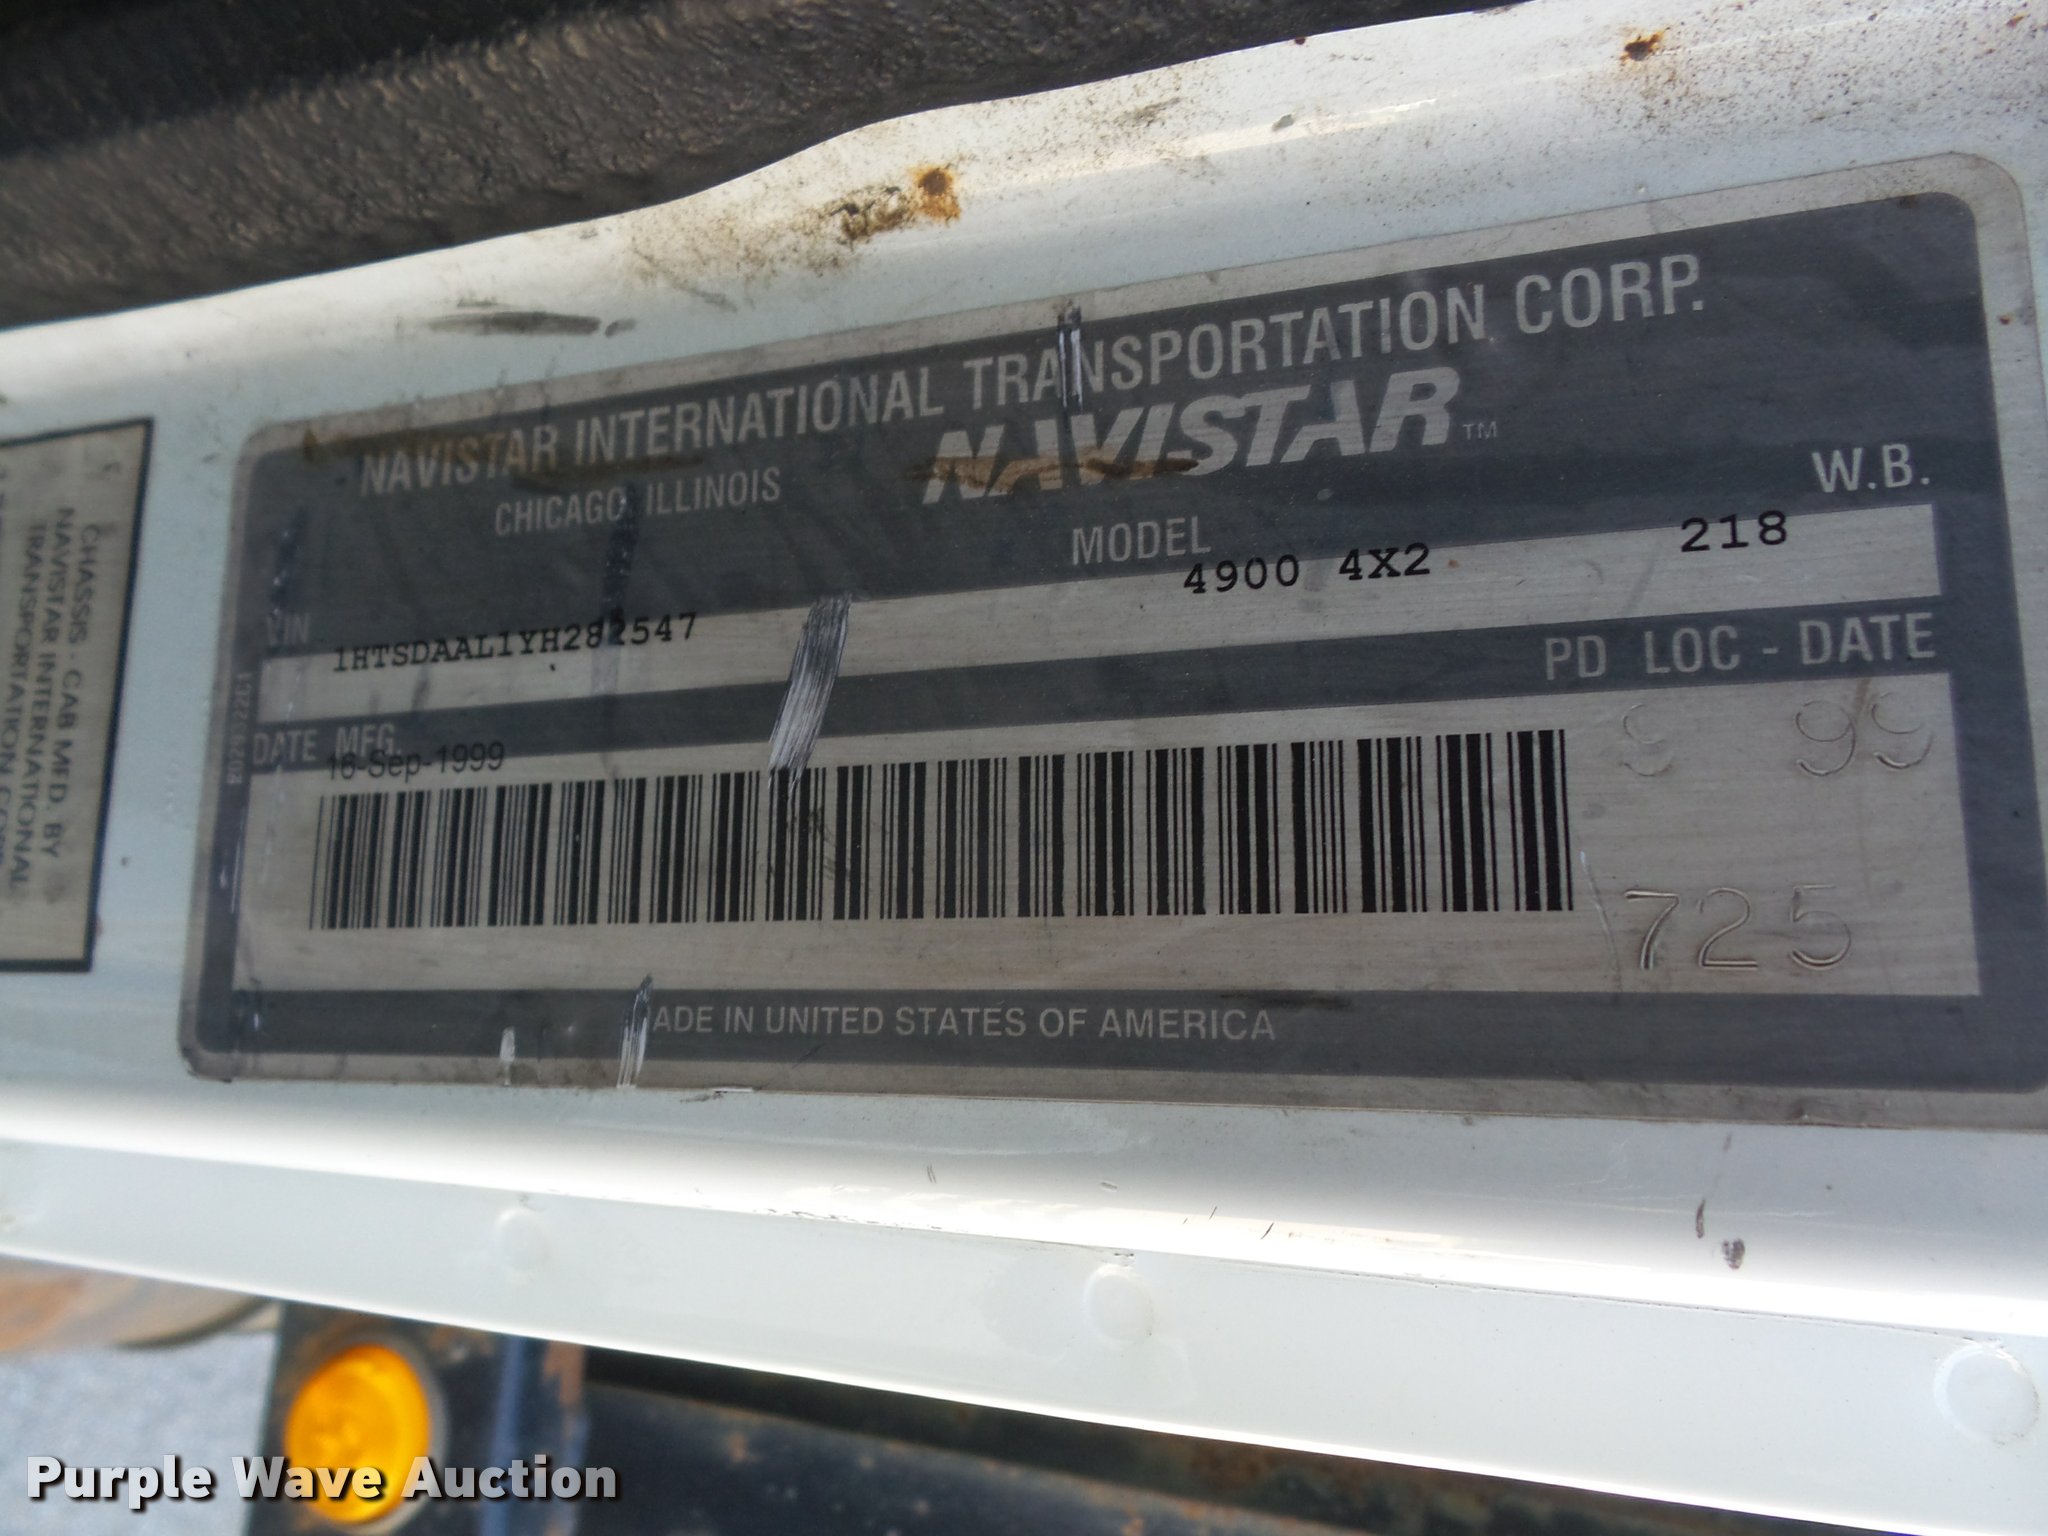 NAVISTAR INTERNATIONAL TRANSPORTATION CORP.
CHICAGO, ILLINOIS
NAVISTAR™
MODEL
W.B.
4900 4X2
218
VIN
1HTSDAAL1YH282547
PD LOC - DATE
DATE MFG.
16-Sep-1999
9 99
725
MADE IN UNITED STATES OF AMERICA
CHASSIS - CAB MFD. BY
NAVISTAR INTERNATIONAL
TRANSPORTATION CORP.
Purple Wave Auction